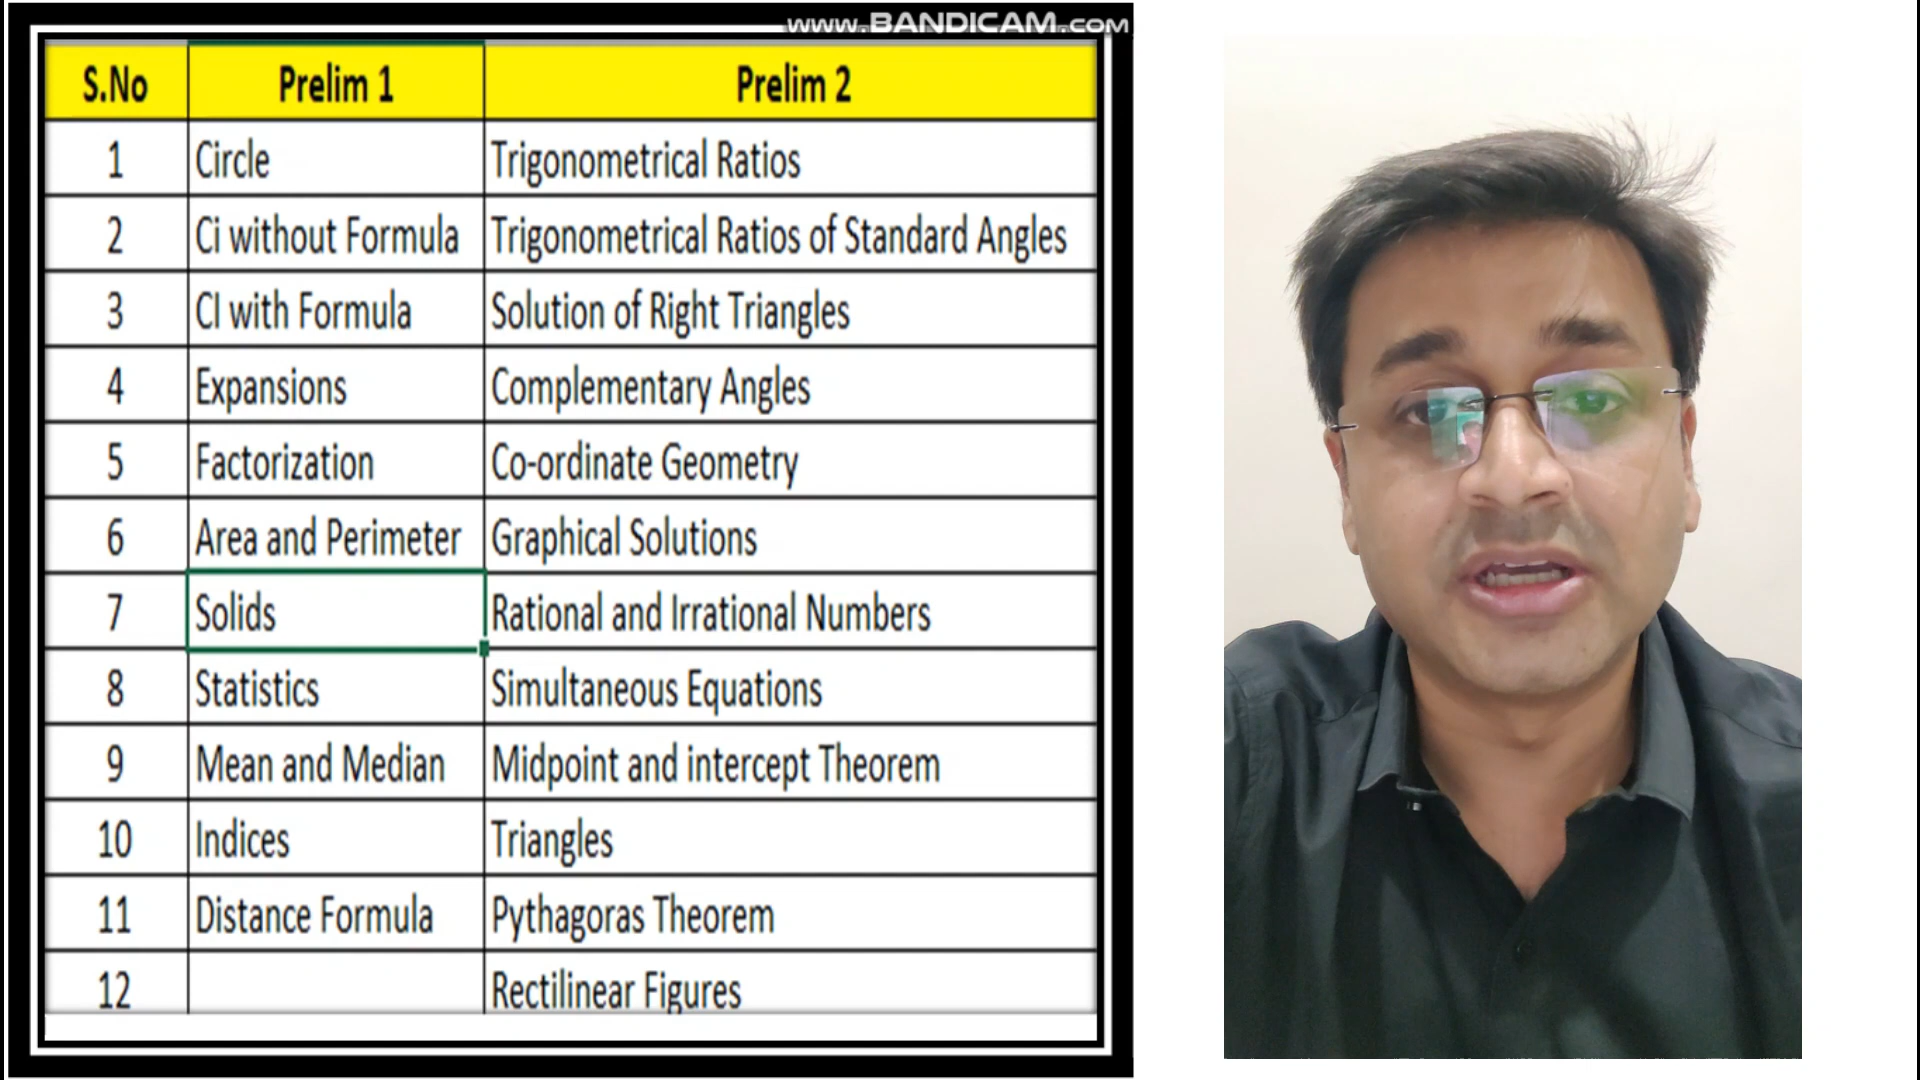 www.BANDICAM.com
S.No Prelim 1 Prelim 2
1 Circle Trigonometrical Ratios
2 Ci without Formula Trigonometrical Ratios of Standard Angles
3 CI with Formula Solution of Right Triangles
4 Expansions Complementary Angles
5 Factorization Co-ordinate Geometry
6 Area and Perimeter Graphical Solutions
7 Solids Rational and Irrational Numbers
8 Statistics Simultaneous Equations
9 Mean and Median Midpoint and intercept Theorem
10 Indices Triangles
11 Distance Formula Pythagoras Theorem
12 Rectilinear Figures